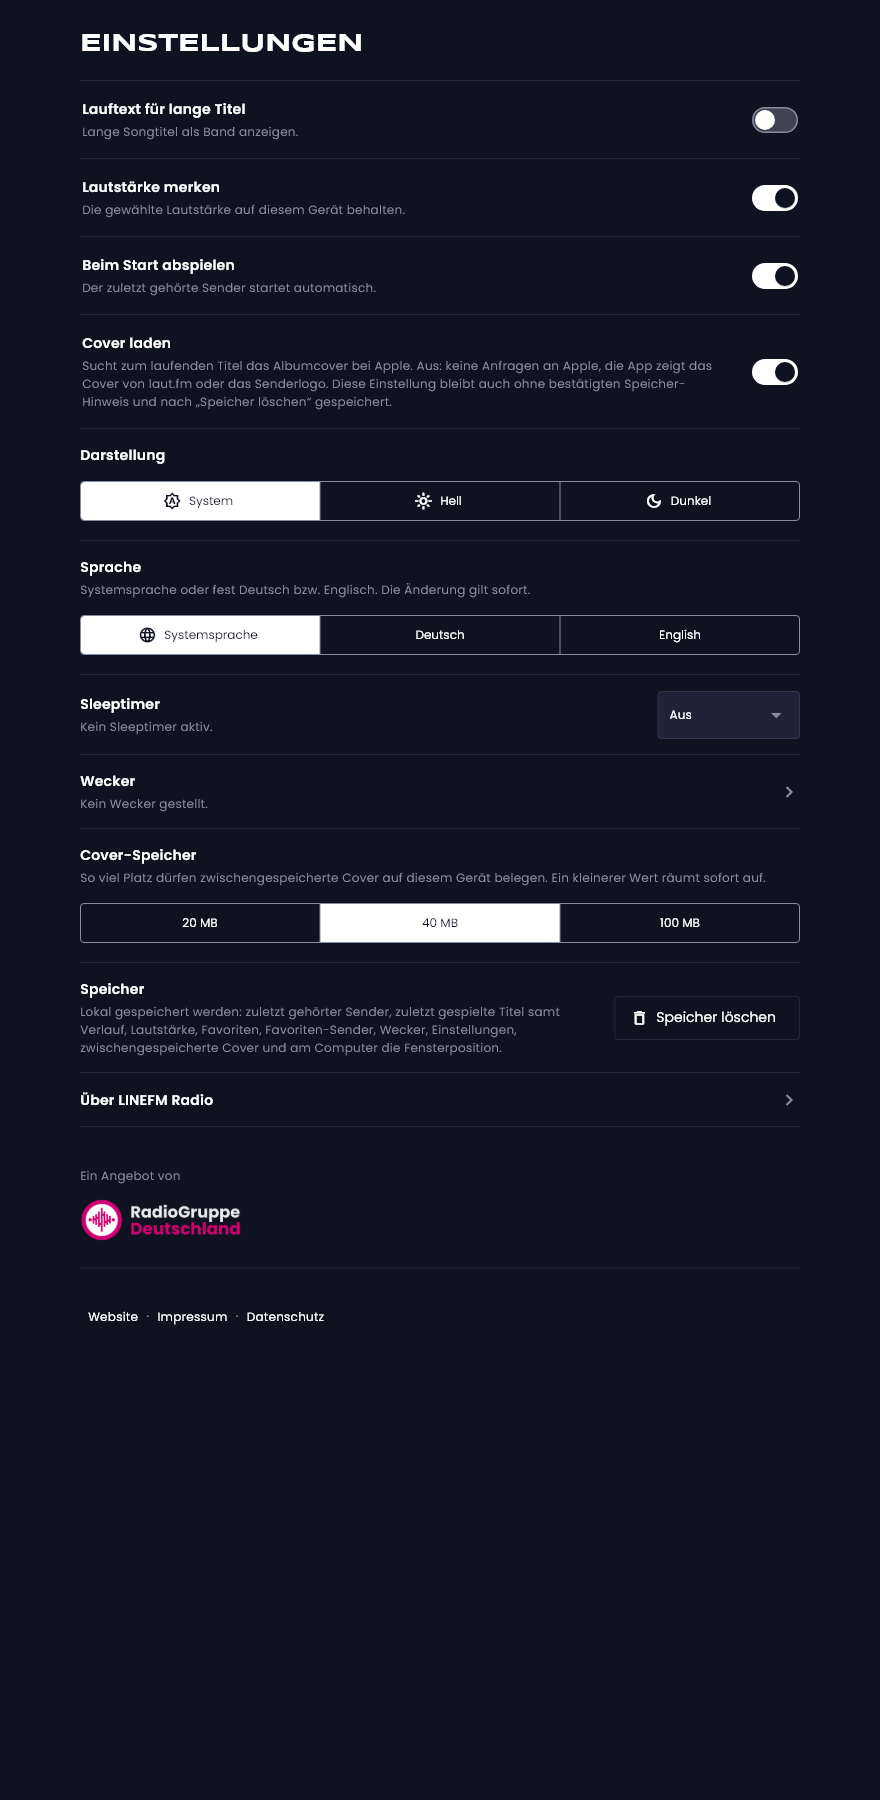 EINSTELLUNGEN
Lauftext für lange Titel
Lange Songtitel als Band anzeigen.
Lautstärke merken
Die gewählte Lautstärke auf diesem Gerät behalten.
Beim Start abspielen
Der zuletzt gehörte Sender startet automatisch.
Cover laden
Sucht zum laufenden Titel das Albumcover bei Apple. Aus: keine Anfragen an Apple, die App zeigt das
Cover von laut.fm oder das Senderlogo. Diese Einstellung bleibt auch ohne bestätigten Speicher-
Hinweis und nach „Speicher löschen“ gespeichert.
Darstellung
System
Hell
Dunkel
Sprache
Systemsprache oder fest Deutsch bzw. Englisch. Die Änderung gilt sofort.
Systemsprache
Deutsch
English
Sleeptimer
Kein Sleeptimer aktiv.
Aus
Wecker
Kein Wecker gestellt.
Cover-Speicher
So viel Platz dürfen zwischengespeicherte Cover auf diesem Gerät belegen. Ein kleinerer Wert räumt sofort auf.
20 MB
40 MB
100 MB
Speicher
Lokal gespeichert werden: zuletzt gehörter Sender, zuletzt gespielte Titel samt
Verlauf, Lautstärke, Favoriten, Favoriten-Sender, Wecker, Einstellungen,
zwischengespeicherte Cover und am Computer die Fensterposition.
Speicher löschen
Über LINEFM Radio
Ein Angebot von
RadioGruppe
Deutschland
Website · Impressum · Datenschutz